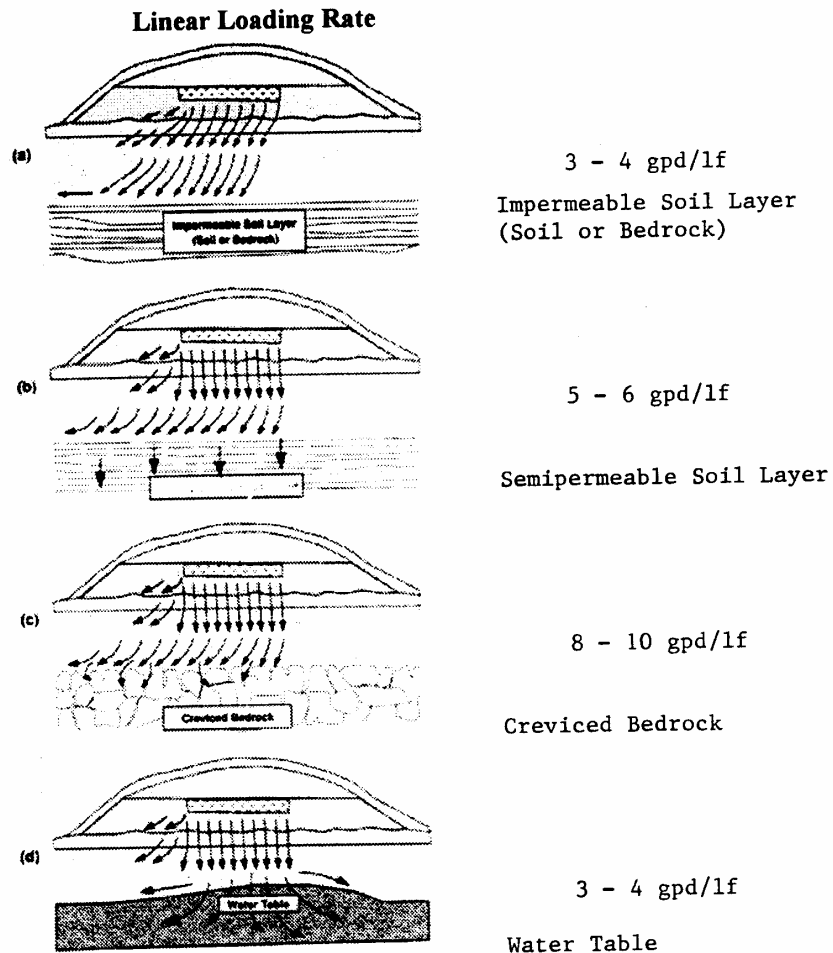 Linear Loading Rate
(a)
Impermeable Soil Layer
(Soil or Bedrock)
3 - 4 gpd/lf
Impermeable Soil Layer
(Soil or Bedrock)
(b)
5 - 6 gpd/lf
Semipermeable Soil Layer
(c)
Creviced Bedrock
8 - 10 gpd/lf
Creviced Bedrock
(d)
Water Table
3 - 4 gpd/lf
Water Table